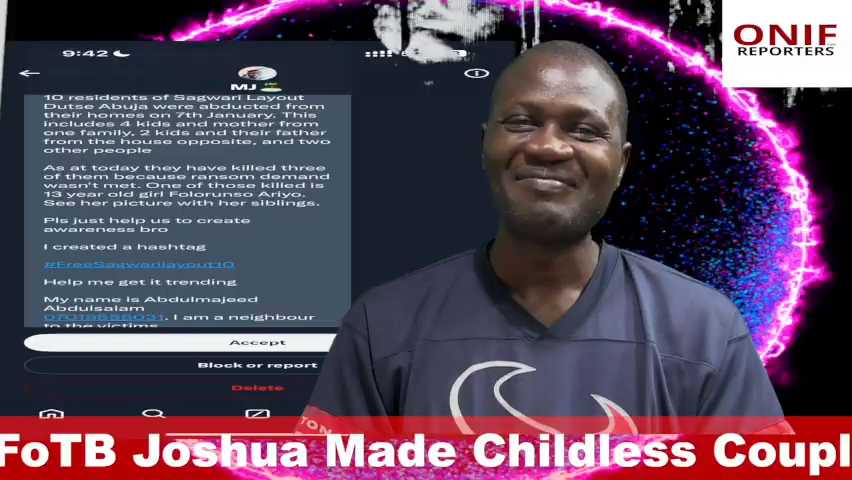 ONIF
REPORTERS
9:42
MJ
10 residents of Sagwari Layout
Dutse Abuja were abducted from
their homes on 7th January. This
includes 4 kids and mother from
one family, 2 kids and their father
from the house opposite, and two
other people
As at today they have killed three
of them because ransom demand
wasn't met. One of those killed is
13 year old girl Folorunso Ariyo.
See her picture with her siblings.
Pls just help us to create
awareness bro
I created a hashtag
#FreeSagwarilayout10
Help me get it trending
My name is Abdulmajeed
Abdulsalam
I am a neighbour
to the victims
Accept
Block or report
Delete
FoTB Joshua Made Childless Coupl